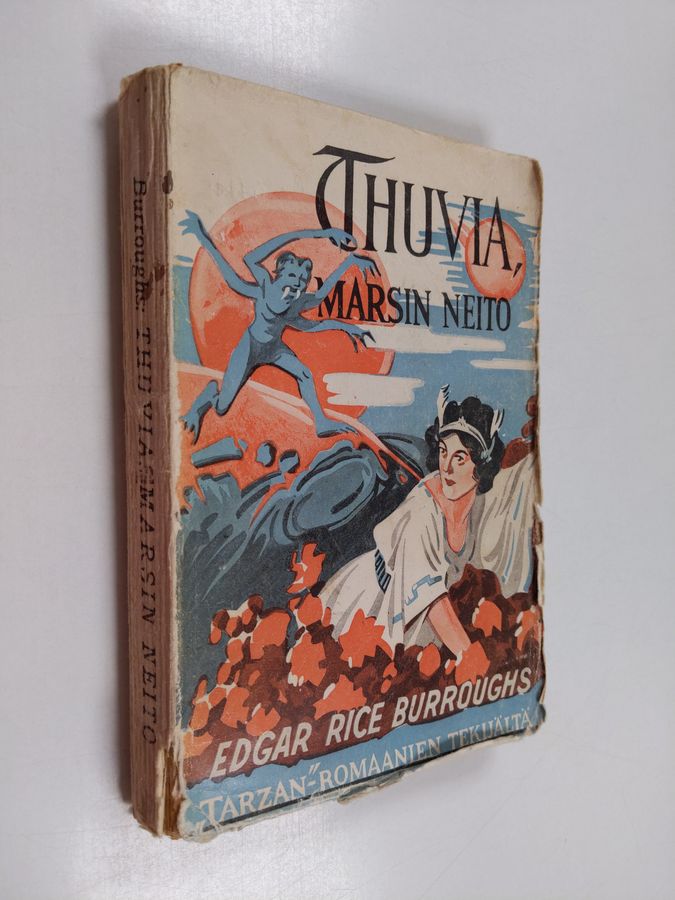 THUVIA,
MARSIN NEITO
EDGAR RICE BURROUGHS
„TARZAN”-ROMAANIEN TEKIJÄLTÄ
Burroughs: THUVIA, MARSIN NEITO